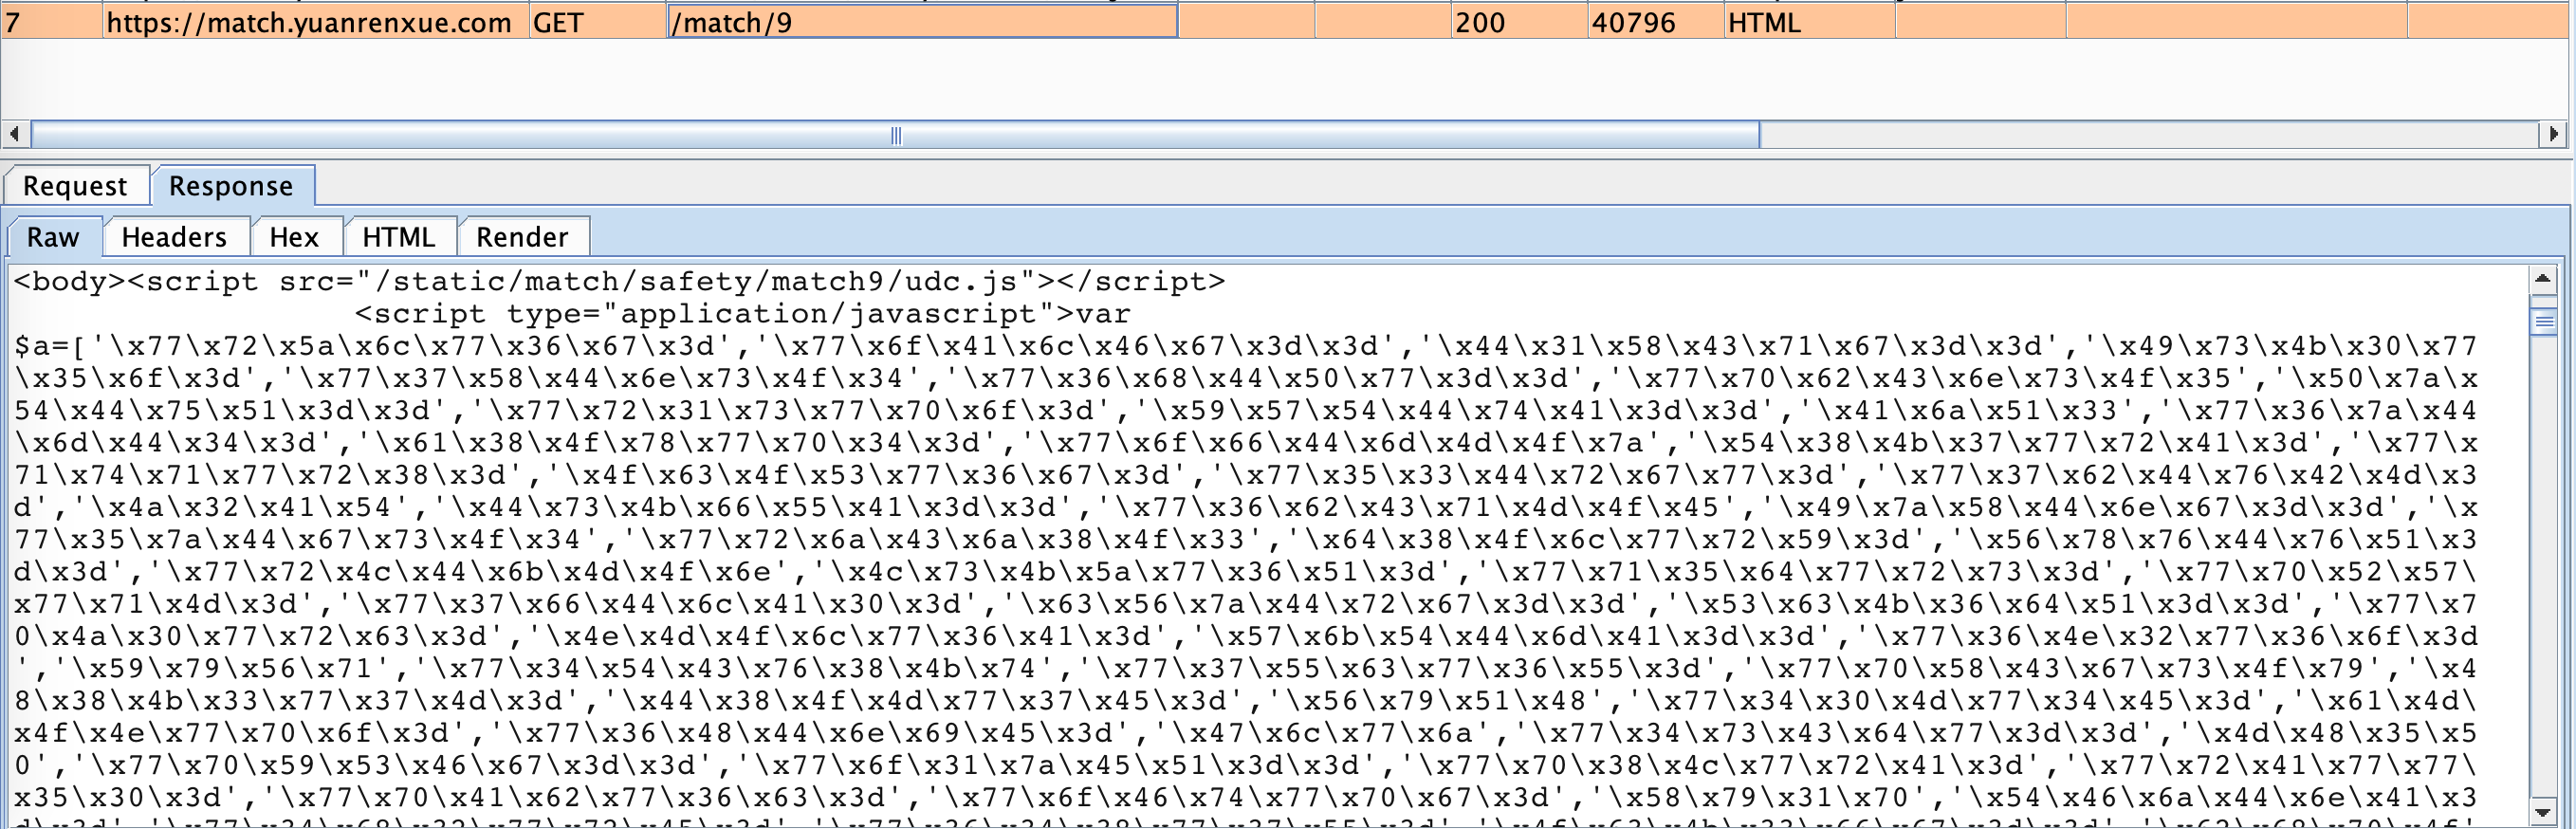 7 https://match.yuanrenxue.com GET /match/9 200 40796 HTML
Request Response
Raw Headers Hex HTML Render
<body><script src="/static/match/safety/match9/udc.js"></script>
<script type="application/javascript">var
$a=['\x77\x72\x5a\x6c\x77\x36\x67\x3d','\x77\x6f\x41\x6c\x46\x67\x3d\x3d','\x44\x31\x58\x43\x71\x67\x3d\x3d','\x49\x73\x4b\x30\x77
\x35\x6f\x3d','\x77\x37\x58\x44\x6e\x73\x4f\x34','\x77\x36\x68\x44\x50\x77\x3d\x3d','\x77\x70\x62\x43\x6e\x73\x4f\x35','\x50\x7a\x
54\x44\x75\x51\x3d\x3d','\x77\x72\x31\x73\x77\x70\x6f\x3d','\x59\x57\x54\x44\x74\x41\x3d\x3d','\x41\x6a\x51\x33','\x77\x36\x7a\x44
\x6d\x44\x34\x3d','\x61\x38\x4f\x78\x77\x70\x34\x3d','\x77\x6f\x66\x44\x6d\x4d\x4f\x7a','\x54\x38\x4b\x37\x77\x72\x41\x3d','\x77\x
71\x74\x71\x77\x72\x38\x3d','\x4f\x63\x4f\x53\x77\x36\x67\x3d','\x77\x35\x33\x44\x72\x67\x77\x3d','\x77\x37\x62\x44\x76\x42\x4d\x3
d','\x4a\x32\x41\x54','\x44\x73\x4b\x66\x55\x41\x3d\x3d','\x77\x36\x62\x43\x71\x4d\x4f\x45','\x49\x7a\x58\x44\x6e\x67\x3d\x3d','\x
77\x35\x7a\x44\x67\x73\x4f\x34','\x77\x72\x6a\x43\x6a\x38\x4f\x33','\x64\x38\x4f\x6c\x77\x72\x59\x3d','\x56\x78\x76\x44\x76\x51\x3
d\x3d','\x77\x72\x4c\x44\x6b\x4d\x4f\x6e','\x4c\x73\x4b\x5a\x77\x36\x51\x3d','\x77\x71\x35\x64\x77\x72\x73\x3d','\x77\x70\x52\x57\
x77\x71\x4d\x3d','\x77\x37\x66\x44\x6c\x41\x30\x3d','\x63\x56\x7a\x44\x72\x67\x3d\x3d','\x53\x63\x4b\x36\x64\x51\x3d\x3d','\x77\x7
0\x4a\x30\x77\x72\x63\x3d','\x4e\x4d\x4f\x6c\x77\x36\x41\x3d','\x57\x6b\x54\x44\x6d\x41\x3d\x3d','\x77\x36\x4e\x32\x77\x36\x6f\x3d
','\x59\x79\x56\x71','\x77\x34\x54\x43\x76\x38\x4b\x74','\x77\x37\x55\x63\x77\x36\x55\x3d','\x77\x70\x58\x43\x67\x73\x4f\x79','\x4
8\x38\x4b\x33\x77\x37\x4d\x3d','\x44\x38\x4f\x4d\x77\x37\x45\x3d','\x56\x79\x51\x48','\x77\x34\x30\x4d\x77\x34\x45\x3d','\x61\x4d\
x4f\x4e\x77\x70\x6f\x3d','\x77\x36\x48\x44\x6e\x69\x45\x3d','\x47\x6c\x77\x6a','\x77\x34\x73\x43\x64\x77\x3d\x3d','\x4d\x48\x35\x5
0','\x77\x70\x59\x53\x46\x67\x3d\x3d','\x77\x6f\x31\x7a\x45\x51\x3d\x3d','\x77\x70\x38\x4c\x77\x72\x41\x3d','\x77\x72\x41\x77\x77\
x35\x30\x3d','\x77\x70\x41\x62\x77\x36\x63\x3d','\x77\x6f\x46\x74\x77\x70\x67\x3d','\x58\x79\x31\x70','\x54\x46\x6a\x44\x6e\x41\x3